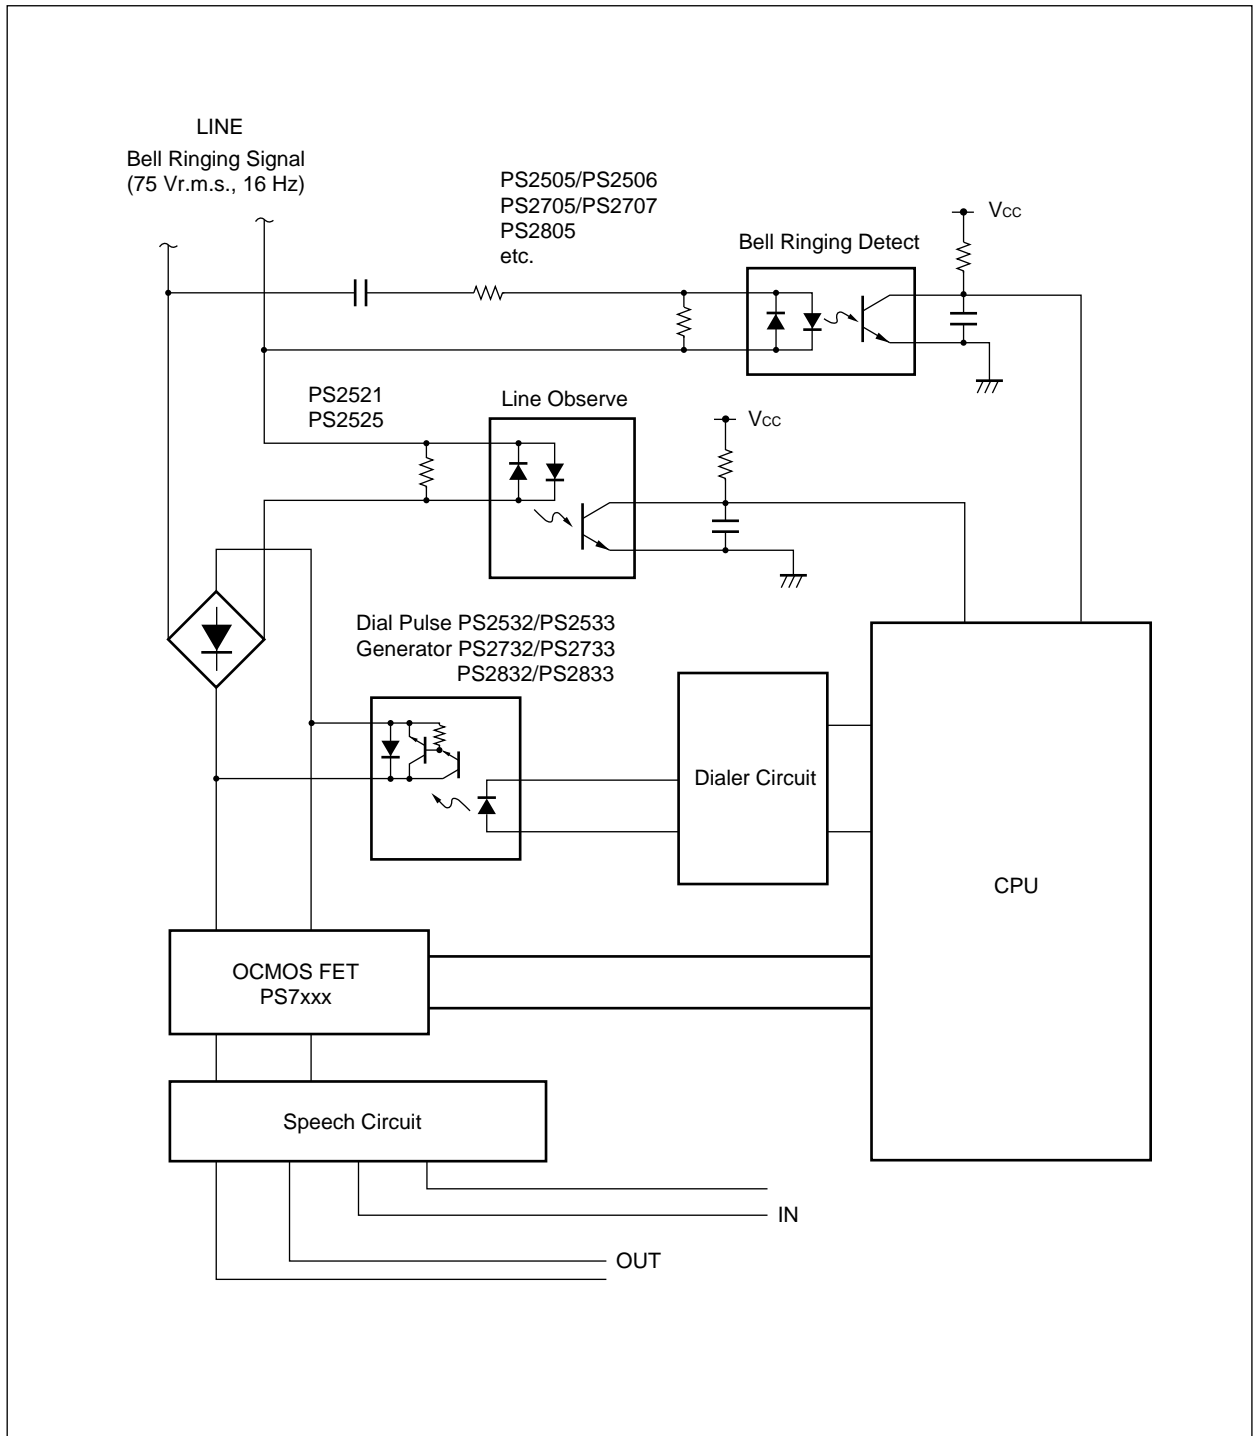 LINE
Bell Ringing Signal
(75 Vr.m.s., 16 Hz)
PS2505/PS2506
PS2705/PS2707
PS2805
etc.
Bell Ringing Detect
VCC
PS2521
PS2525
Line Observe
VCC
Dial Pulse PS2532/PS2533
Generator PS2732/PS2733
PS2832/PS2833
Dialer Circuit
CPU
OCMOS FET
PS7xxx
Speech Circuit
IN
OUT